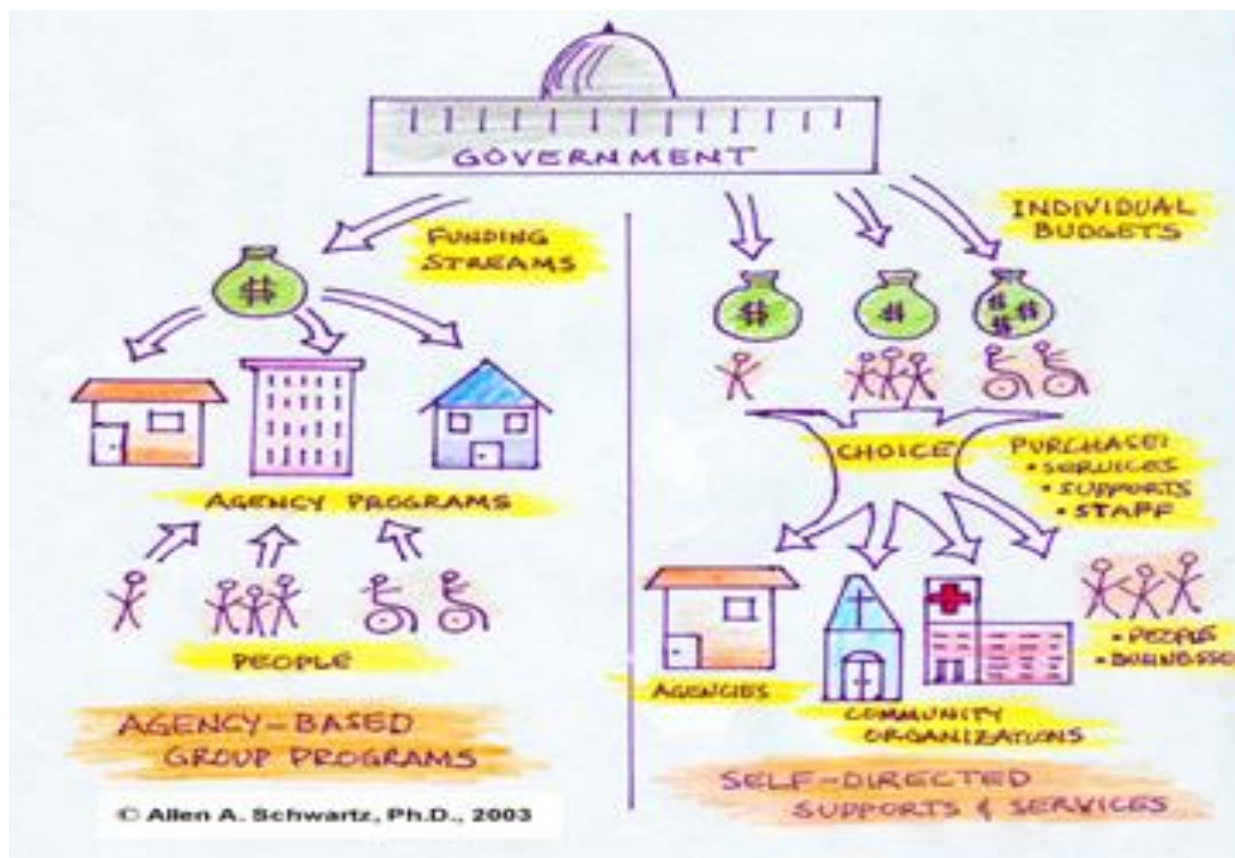 GOVERNMENT
FUNDING
STREAMS
$
AGENCY PROGRAMS
PEOPLE
AGENCY-BASED
GROUP PROGRAMS
© Allen A. Schwartz, Ph.D., 2003
INDIVIDUAL
BUDGETS
$
$
$ $
$
CHOICE
PURCHASE:
• SERVICES
• SUPPORTS
• STAFF
AGENCIES
COMMUNITY
ORGANIZATIONS
• PEOPLE
• BUSINESSE
SELF-DIRECTED
SUPPORTS & SERVICES